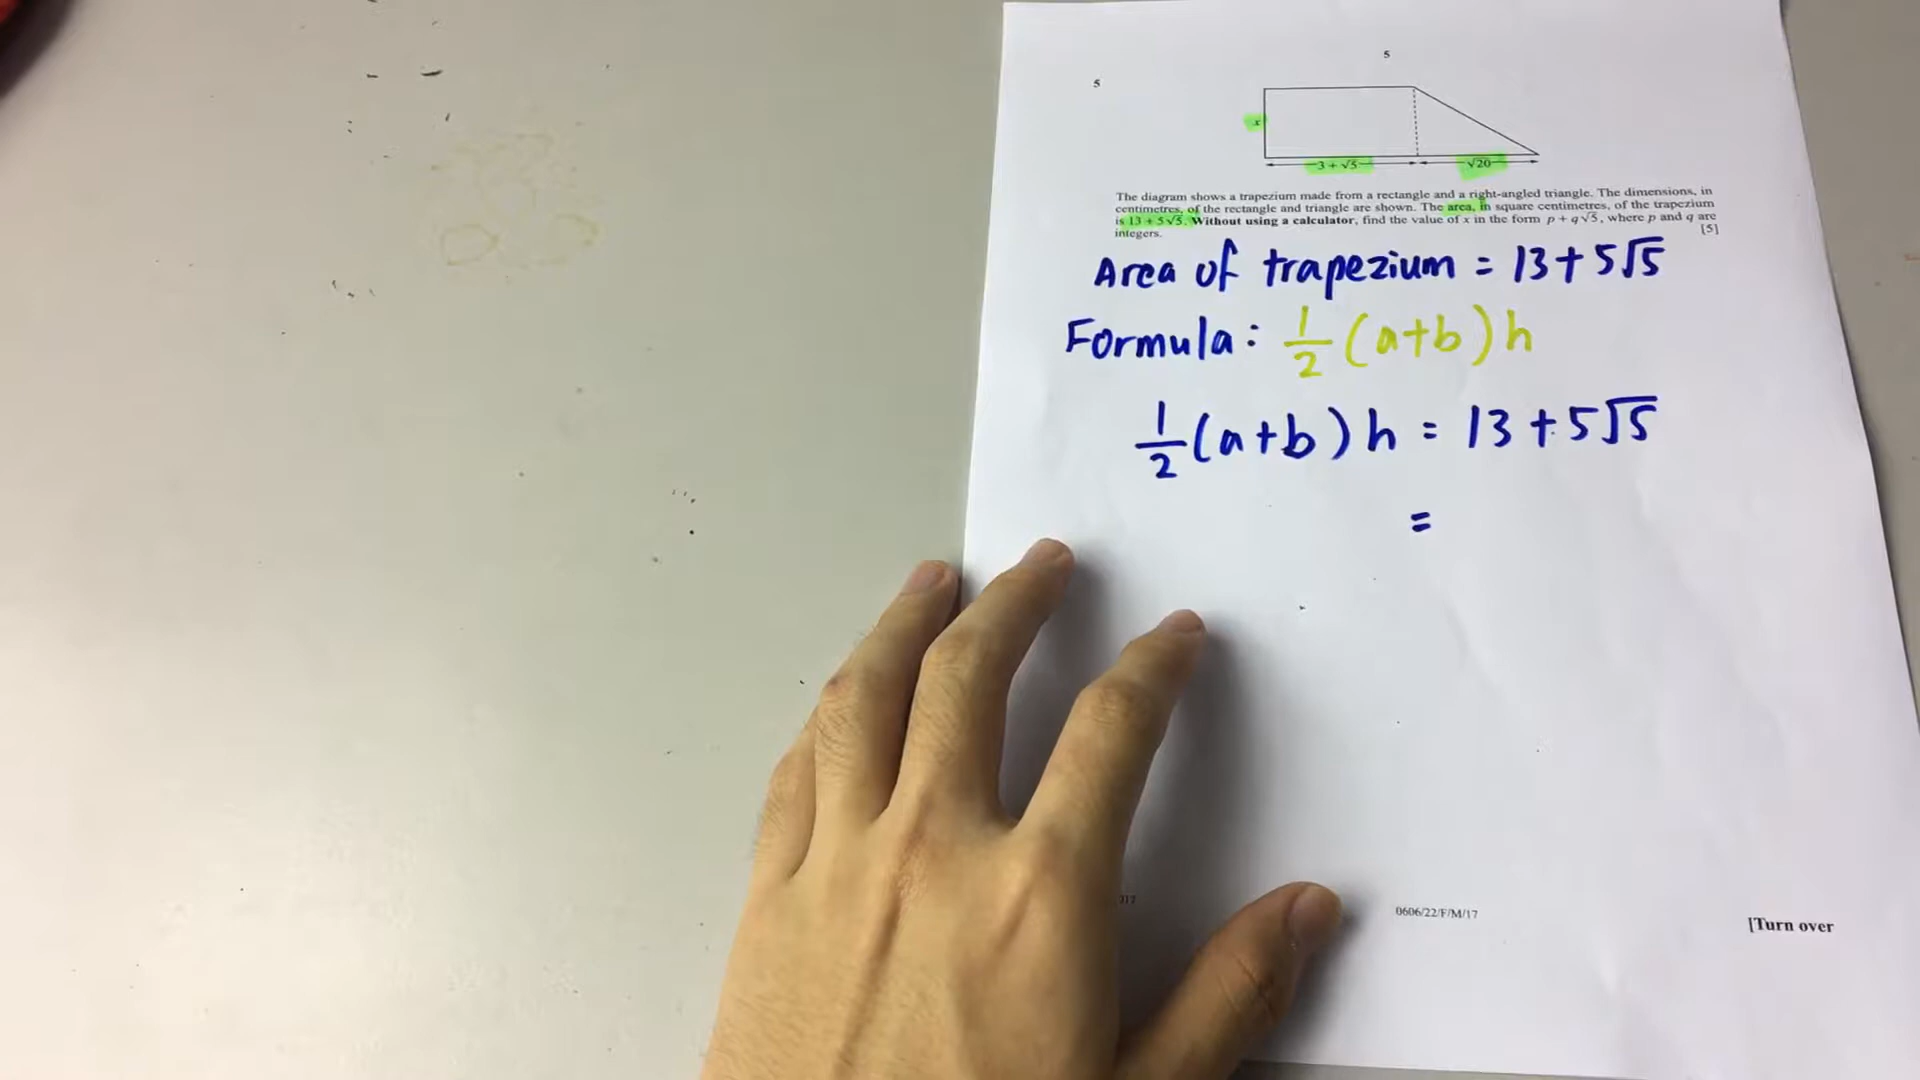 5
5
x
3 + √5
√20
The diagram shows a trapezium made from a rectangle and a right-angled triangle. The dimensions, in
centimetres, of the rectangle and triangle are shown. The area, in square centimetres, of the trapezium
is 13 + 5√5. Without using a calculator, find the value of x in the form p + q√5, where p and q are
integers. [5]
Area of trapezium = 13 + 5√5
Formula: 1/2 (a+b) h
1/2 (a+b) h = 13 + 5√5
=
0606/22/F/M/17
[Turn over